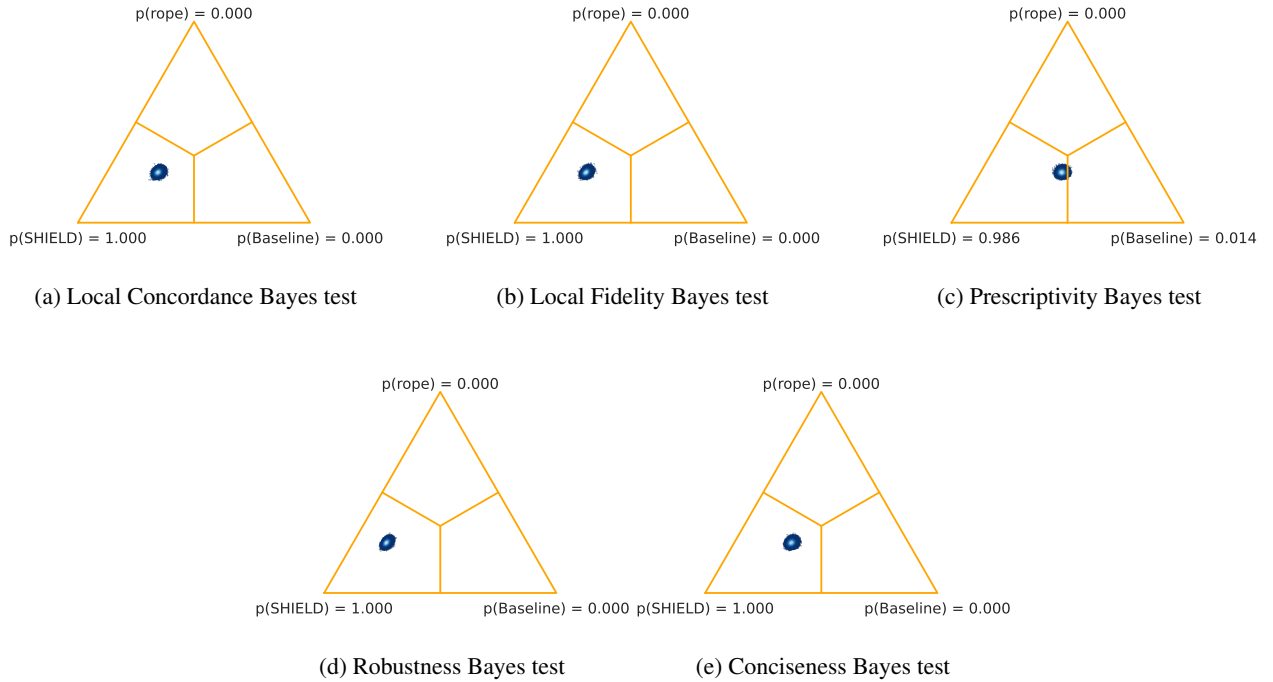 p(rope) = 0.000
p(SHIELD) = 1.000
p(Baseline) = 0.000
(a) Local Concordance Bayes test
p(rope) = 0.000
p(SHIELD) = 1.000
p(Baseline) = 0.000
(b) Local Fidelity Bayes test
p(rope) = 0.000
p(SHIELD) = 0.986
p(Baseline) = 0.014
(c) Prescriptivity Bayes test
p(rope) = 0.000
p(SHIELD) = 1.000
p(Baseline) = 0.000
(d) Robustness Bayes test
p(rope) = 0.000
p(SHIELD) = 1.000
p(Baseline) = 0.000
(e) Conciseness Bayes test